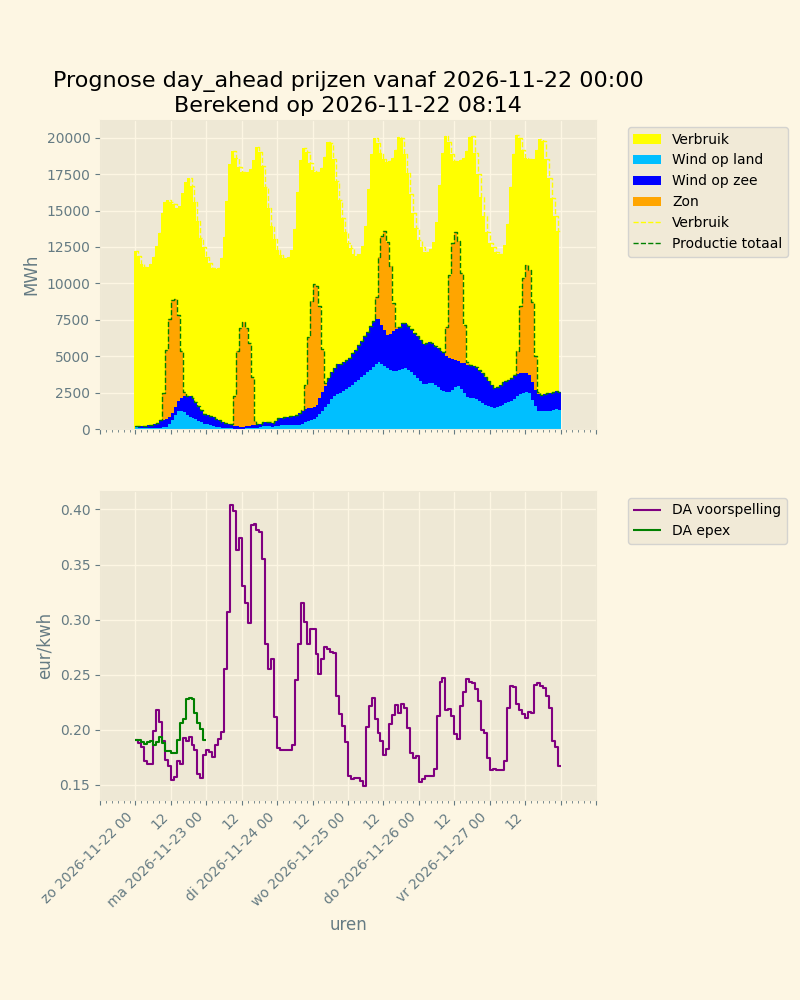 Prognose day_ahead prijzen vanaf 2026-11-22 00:00
Berekend op 2026-11-22 08:14
20000
17500
15000
12500
10000
7500
5000
2500
0
MWh
Verbruik
Wind op land
Wind op zee
Zon
Verbruik
Productie totaal
0.40
0.35
0.30
0.25
0.20
0.15
eur/kwh
DA voorspelling
DA epex
zo 2026-11-22 00
12
ma 2026-11-23 00
12
di 2026-11-24 00
12
wo 2026-11-25 00
12
do 2026-11-26 00
12
vr 2026-11-27 00
12
uren